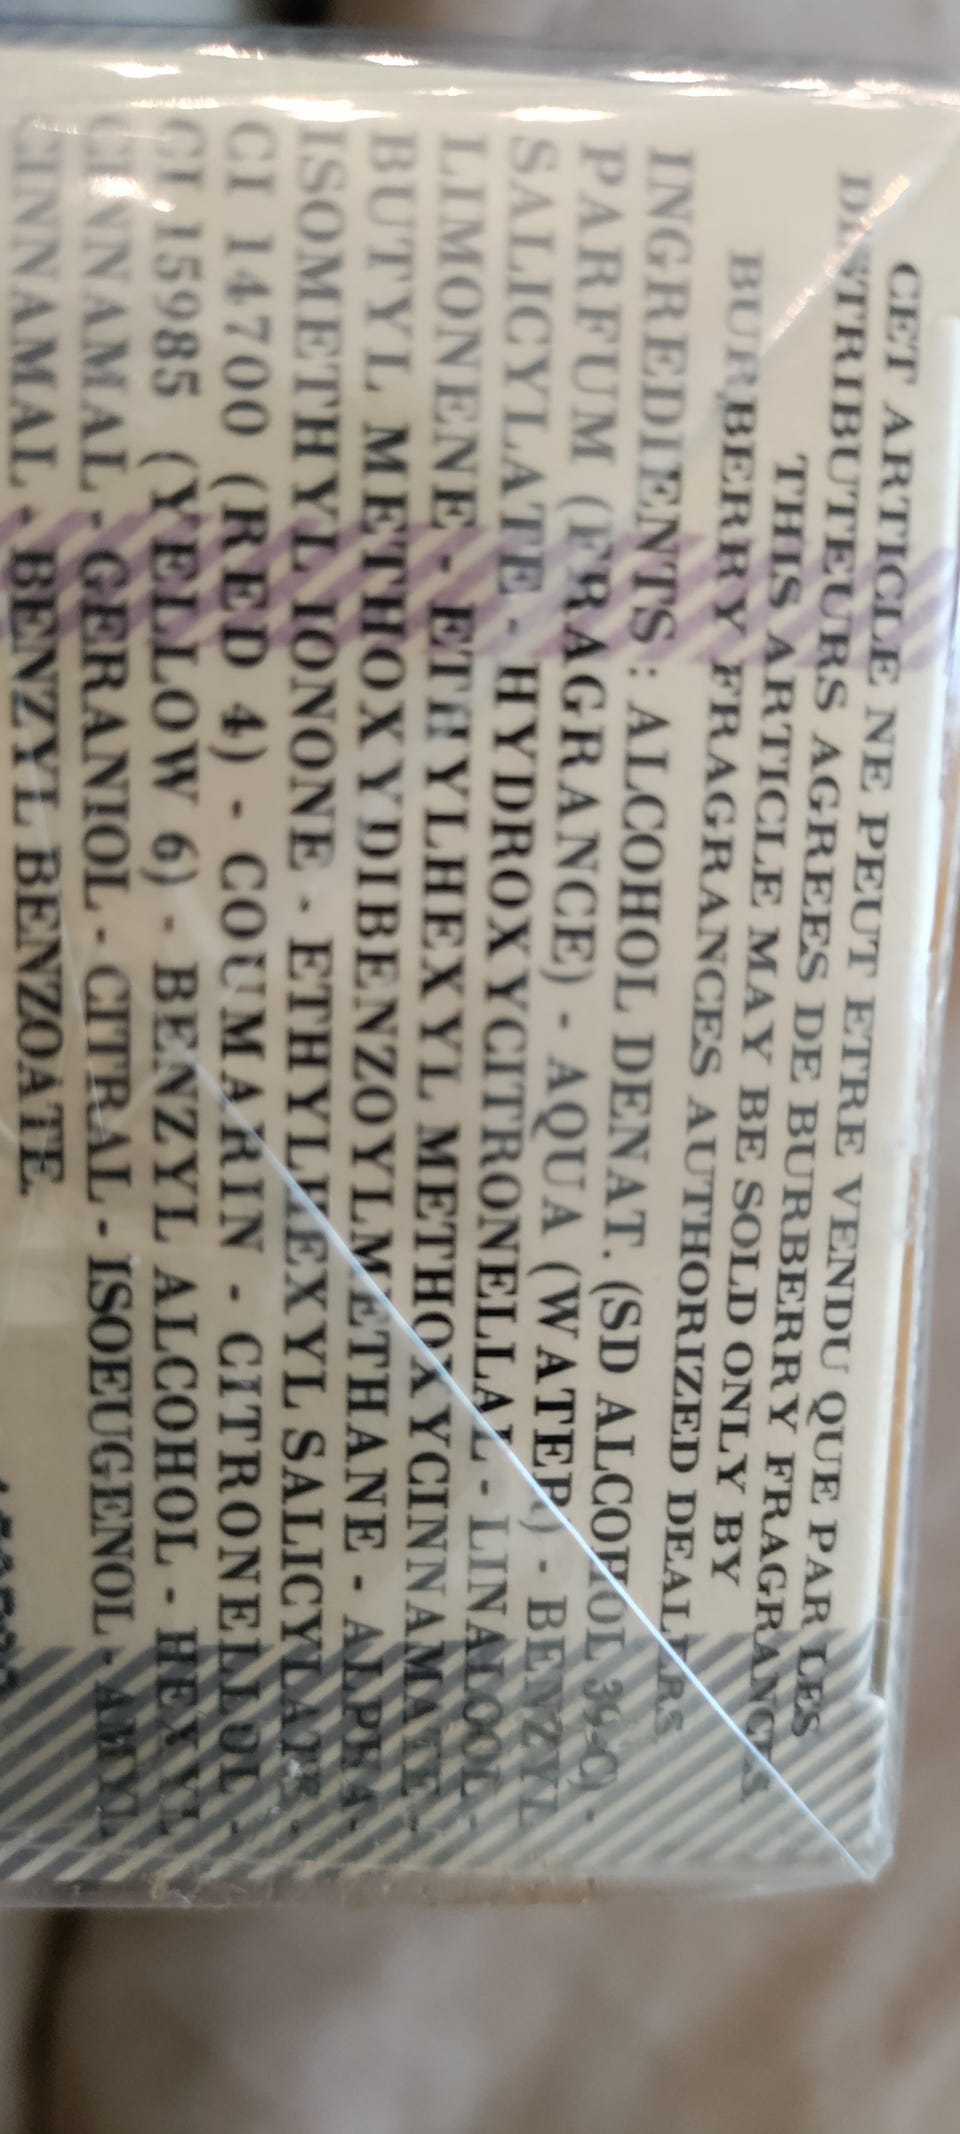 CET ARTICLE NE PEUT ETRE VENDU QUE PAR LES
DISTRIBUTEURS AGREES DE BURBERRY FRAGRANCES
THIS ARTICLE MAY BE SOLD ONLY BY
BURBERRY FRAGRANCES AUTHORIZED DEALERS
INGREDIENTS : ALCOHOL DENAT. (SD ALCOHOL 39-C) -
PARFUM (FRAGRANCE) - AQUA (WATER) - BENZYL
SALICYLATE - HYDROXYCITRONELLAL - LINALOOL -
LIMONENE - ETHYLHEXYL METHOXYCINNAMATE -
BUTYL METHOXYDIBENZOYLMETHANE - ALPHA-
ISOMETHYL IONONE - ETHYLHEXYL SALICYLATE -
CI 14700 (RED 4) - COUMARIN - CITRONELLOL -
CI 15985 (YELLOW 6) - BENZYL ALCOHOL - HEXYL
CINNAMAL - GERANIOL - CITRAL - ISOEUGENOL - AMYL
CINNAMAL - BENZYL BENZOATE.